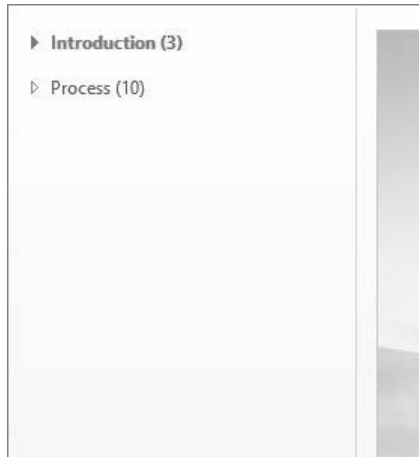 Introduction (3)
Process (10)